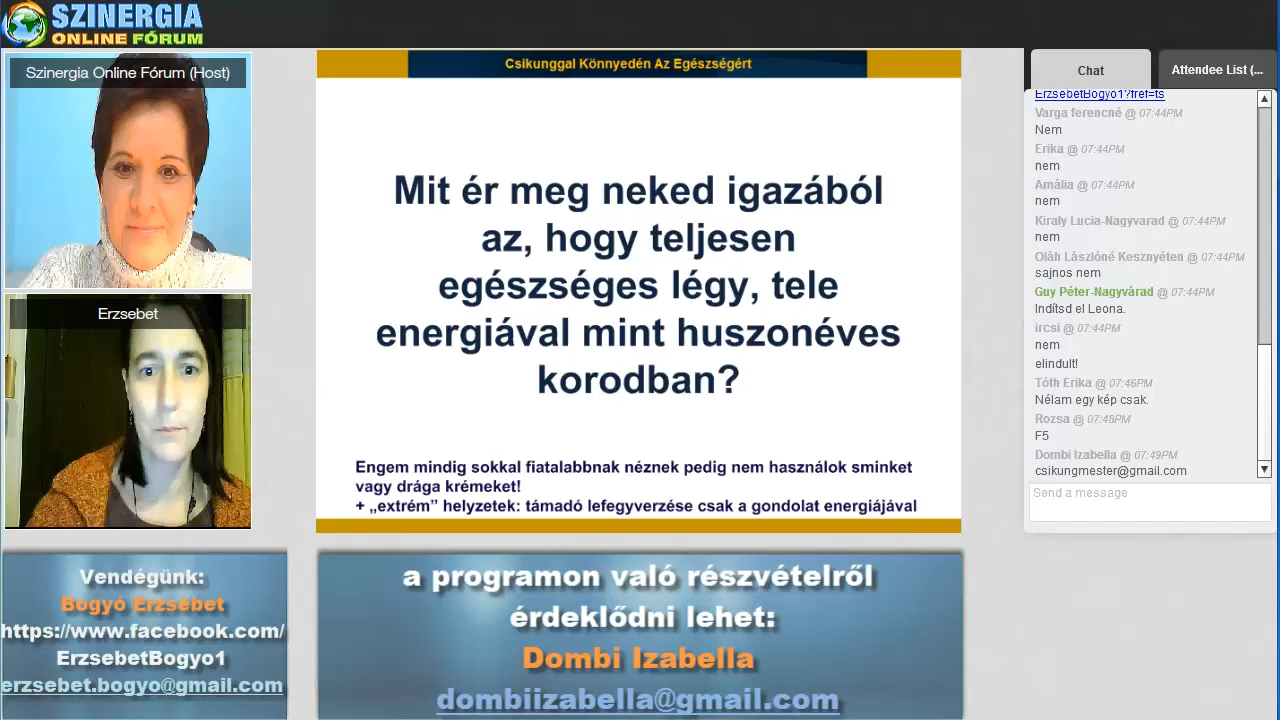 SZINERGIA
ONLINE FÓRUM
Szinergia Online Fórum (Host)
Erzsebet
Csikunggal Könnyedén Az Egészségért
Mit ér meg neked igazából
az, hogy teljesen
egészséges légy, tele
energiával mint huszonéves
korodban?
Engem mindig sokkal fiatalabbnak néznek pedig nem használok sminket
vagy drága krémeket!
+ „extrém” helyzetek: támadó lefegyverzése csak a gondolat energiájával
Chat
Attendee List (...
ErzsebetBogyo1?fref=ts
Varga ferencné @ 07:44PM
Nem
Erika @ 07:44PM
nem
Amália @ 07:44PM
nem
Kiraly Lucia-Nagyvarad @ 07:44PM
nem
Oláh Lászlóné Kesznyéten @ 07:44PM
sajnos nem
Guy Péter-Nagyvárad @ 07:44PM
Indítsd el Leona.
ircsi @ 07:44PM
nem
elindult!
Tóth Erika @ 07:46PM
Nélam egy kép csak.
Rozsa @ 07:48PM
F5
Dombi Izabella @ 07:49PM
csikungmester@gmail.com
Send a message
Vendégünk:
Bogyó Erzsébet
https://www.facebook.com/
ErzsebetBogyo1
erzsebet.bogyo@gmail.com
a programon való részvételről
érdeklődni lehet:
Dombi Izabella
dombiizabella@gmail.com